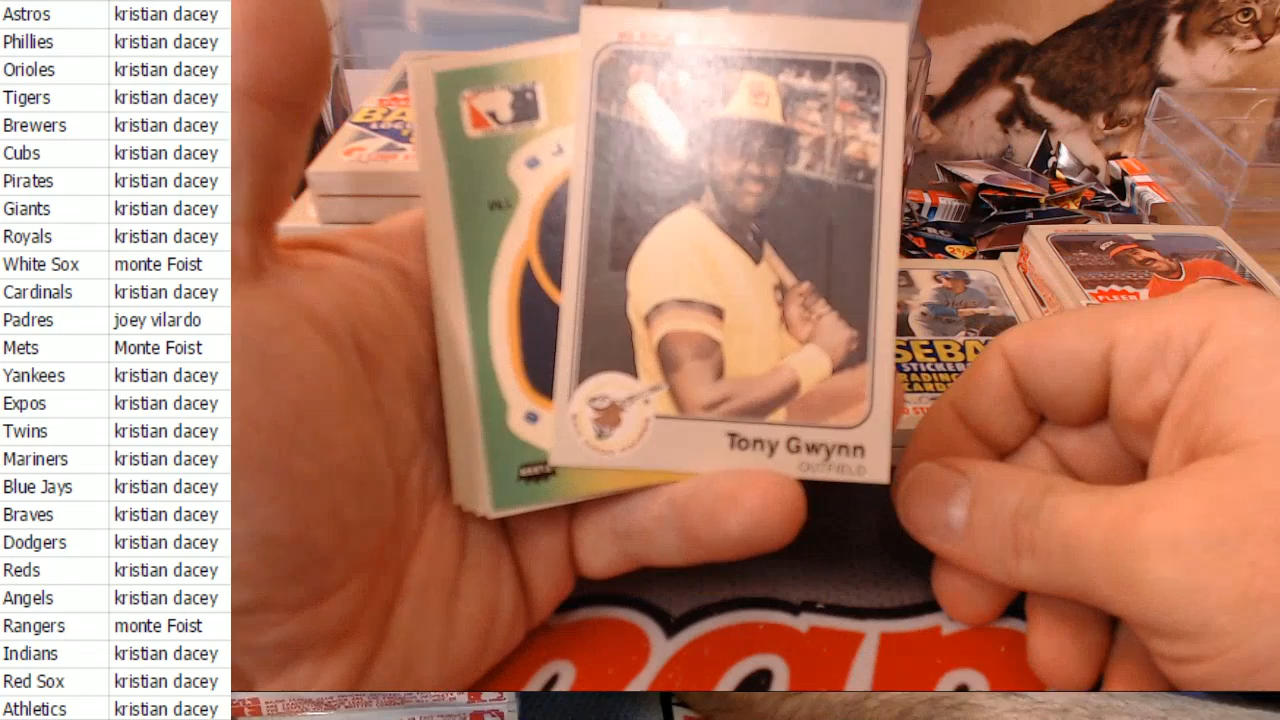 Astros kristian dacey
Phillies kristian dacey
Orioles kristian dacey
Tigers kristian dacey
Brewers kristian dacey
Cubs kristian dacey
Pirates kristian dacey
Giants kristian dacey
Royals kristian dacey
White Sox monte Foist
Cardinals kristian dacey
Padres joey vilardo
Mets Monte Foist
Yankees kristian dacey
Expos kristian dacey
Twins kristian dacey
Mariners kristian dacey
Blue Jays kristian dacey
Braves kristian dacey
Dodgers kristian dacey
Reds kristian dacey
Angels kristian dacey
Rangers monte Foist
Indians kristian dacey
Red Sox kristian dacey
Athletics kristian dacey
Tony Gwynn
OUTFIELD
FLEER
SEBA
STICKER